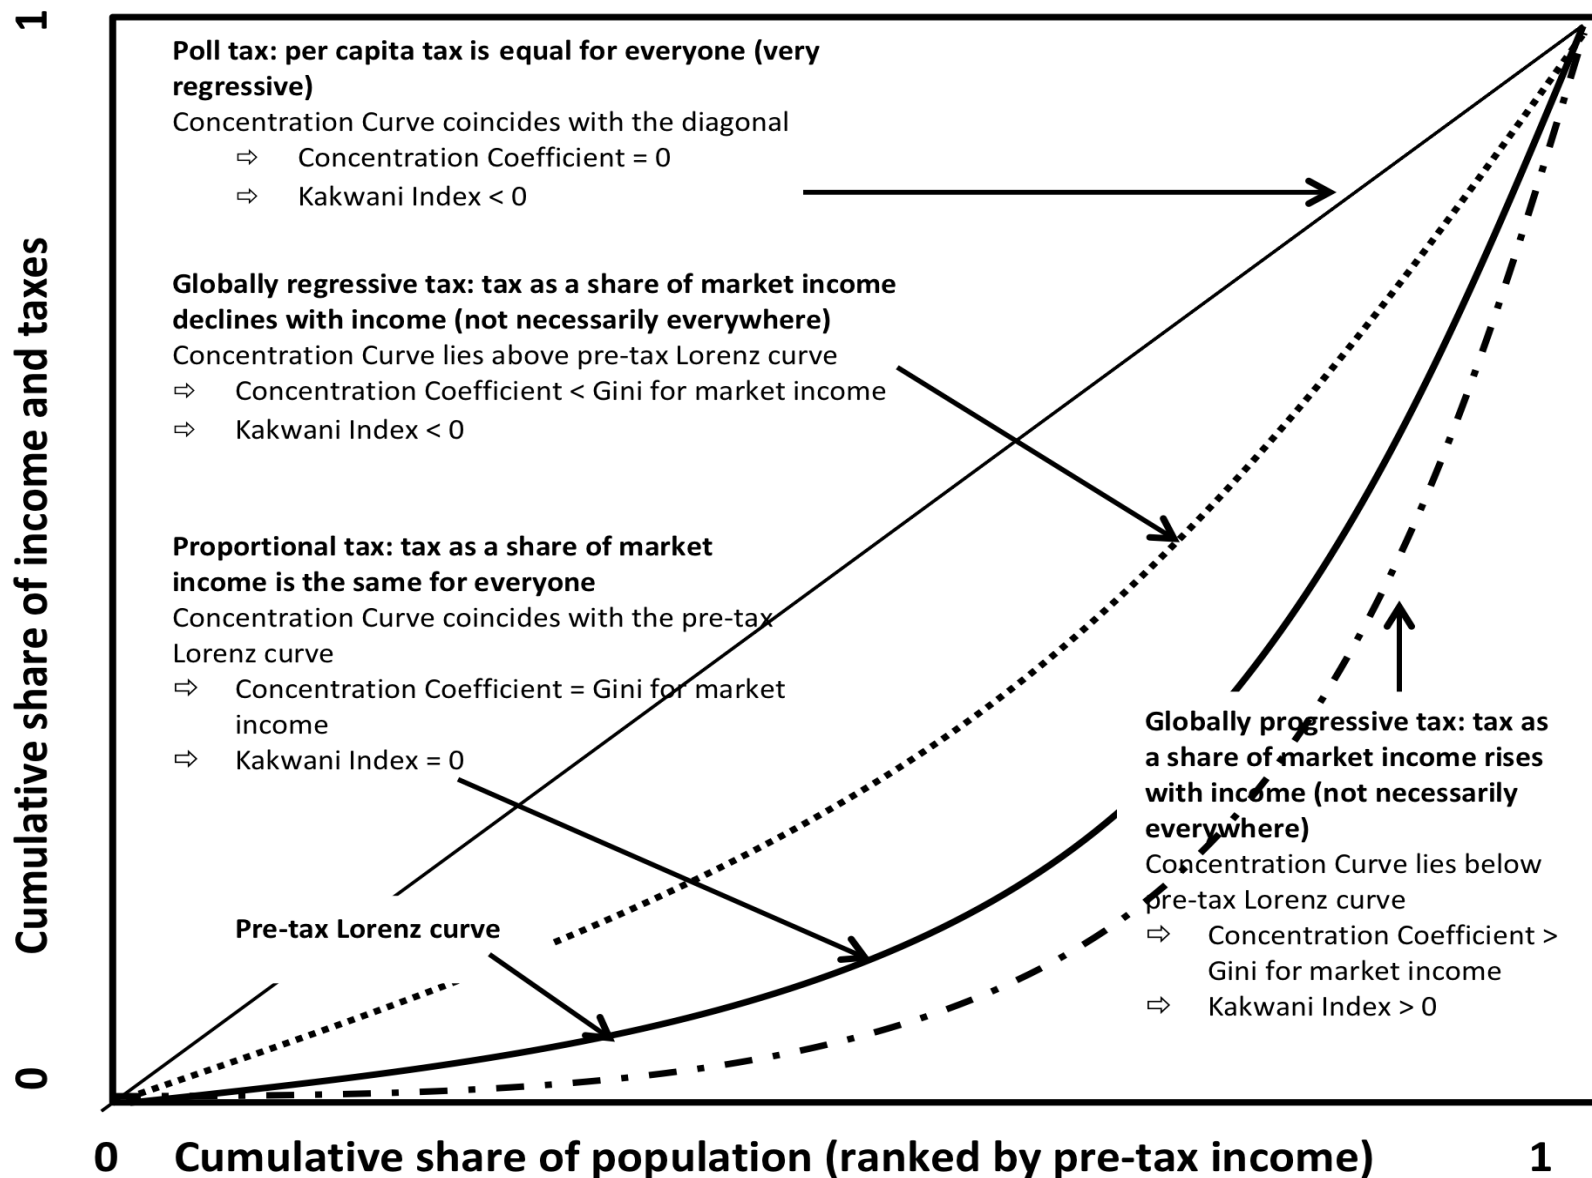 1
Cumulative share of income and taxes
0
Poll tax: per capita tax is equal for everyone (very
regressive)
Concentration Curve coincides with the diagonal
⇨ Concentration Coefficient = 0
⇨ Kakwani Index < 0
Globally regressive tax: tax as a share of market income
declines with income (not necessarily everywhere)
Concentration Curve lies above pre-tax Lorenz curve
⇨ Concentration Coefficient < Gini for market income
⇨ Kakwani Index < 0
Proportional tax: tax as a share of market
income is the same for everyone
Concentration Curve coincides with the pre-tax
Lorenz curve
⇨ Concentration Coefficient = Gini for market
income
⇨ Kakwani Index = 0
Pre-tax Lorenz curve
Globally progressive tax: tax as
a share of market income rises
with income (not necessarily
everywhere)
Concentration Curve lies below
pre-tax Lorenz curve
⇨ Concentration Coefficient >
Gini for market income
⇨ Kakwani Index > 0
0 Cumulative share of population (ranked by pre-tax income) 1